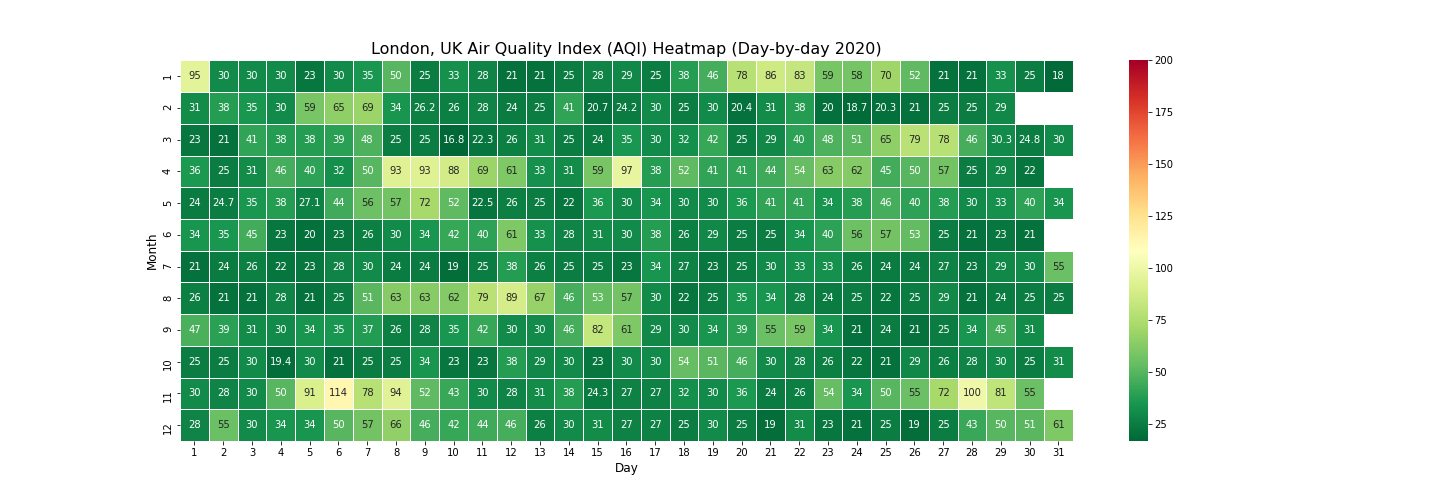 London, UK Air Quality Index (AQI) Heatmap (Day-by-day 2020)
1 95 30 30 30 23 30 35 50 25 33 28 21 21 25 28 29 25 38 46 78 86 83 59 58 70 52 21 21 33 25 18
2 31 38 35 30 59 65 69 34 26.2 26 28 24 25 41 20.7 24.2 30 25 30 20.4 31 38 20 18.7 20.3 21 25 25 29
3 23 21 41 38 38 39 48 25 25 16.8 22.3 26 31 25 24 35 30 32 42 25 29 40 48 51 65 79 78 46 30.3 24.8 30
4 36 25 31 46 40 32 50 93 93 88 69 61 33 31 59 97 38 52 41 41 44 54 63 62 45 50 57 25 29 22
5 24 24.7 35 38 27.1 44 56 57 72 52 22.5 26 25 22 36 30 34 30 30 36 41 41 34 38 46 40 38 30 33 40 34
6 34 35 45 23 20 23 26 30 34 42 40 61 33 28 31 30 38 26 29 25 25 34 40 56 57 53 25 21 23 21
7 21 24 26 22 23 28 30 24 24 19 25 38 26 25 25 23 34 27 23 25 30 33 33 26 24 24 27 23 29 30 55
8 26 21 21 28 21 25 51 63 63 62 79 89 67 46 53 57 30 22 25 35 34 28 24 25 22 25 29 21 24 25 25
9 47 39 31 30 34 35 37 26 28 35 42 30 30 46 82 61 29 30 34 39 55 59 34 21 24 21 25 34 45 31
10 25 25 30 19.4 30 21 25 25 34 23 23 38 29 30 23 30 30 54 51 46 30 28 26 22 21 29 26 28 30 25 31
11 30 28 30 50 91 114 78 94 52 43 30 28 31 38 24.3 27 27 32 30 36 24 26 54 34 50 55 72 100 81 55
12 28 55 30 34 34 50 57 66 46 42 44 46 26 30 31 27 27 25 30 25 19 31 23 21 25 19 25 43 50 51 61
1 2 3 4 5 6 7 8 9 10 11 12 13 14 15 16 17 18 19 20 21 22 23 24 25 26 27 28 29 30 31
Day
Month
200
175
150
125
100
75
50
25